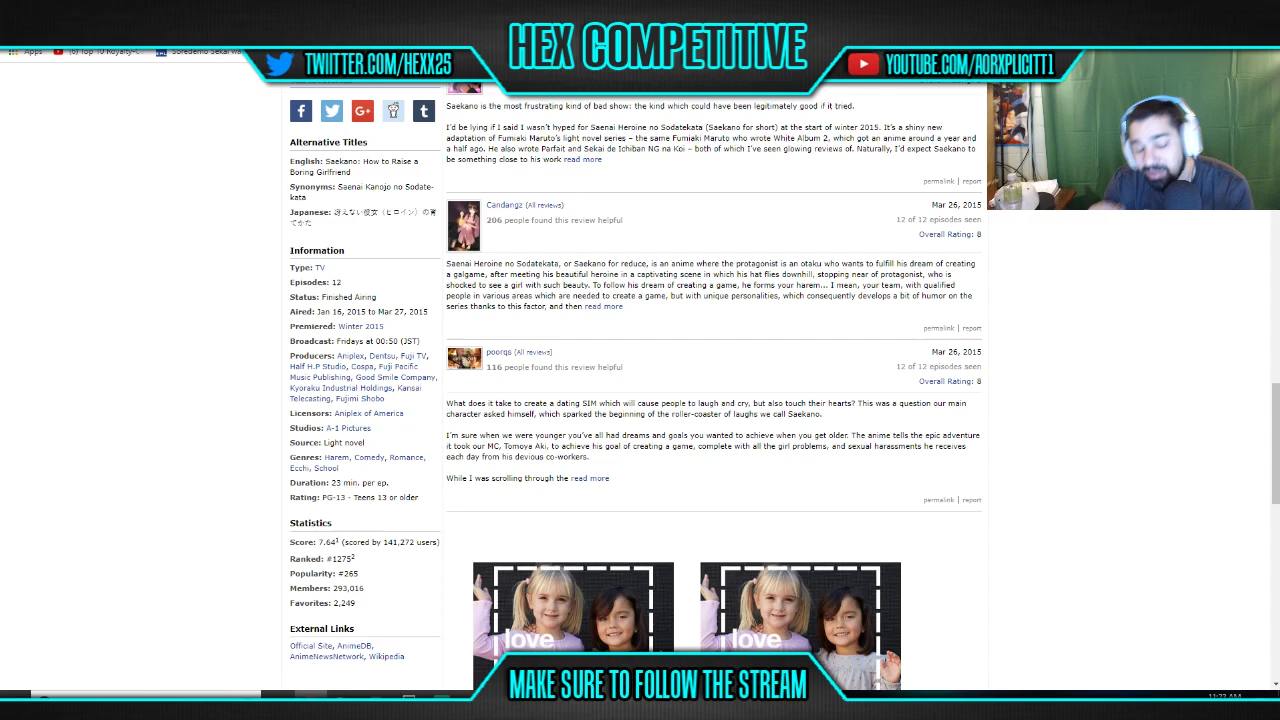 HEX COMPETITIVE
TWIITTER.COM/HEXX25
YOUTUBE.COM/AORXPLICITT1
Apps
Alternative Titles
English: Saekano: How to Raise a
Boring Girlfriend
Synonyms: Saenai Kanojo no Sodate-
kata
Japanese: 冴えない彼女（ヒロイン）の育
てかた
Information
Type: TV
Episodes: 12
Status: Finished Airing
Aired: Jan 16, 2015 to Mar 27, 2015
Premiered: Winter 2015
Broadcast: Fridays at 00:50 (JST)
Producers: Aniplex, Dentsu, Fuji TV,
Half H.P Studio, Cospa, Fuji Pacific
Music Publishing, Good Smile Company,
Kyoraku Industrial Holdings, Kansai
Telecasting, Fujimi Shobo
Licensors: Aniplex of America
Studios: A-1 Pictures
Source: Light novel
Genres: Harem, Comedy, Romance,
Ecchi, School
Duration: 23 min. per ep.
Rating: PG-13 - Teens 13 or older
Statistics
Score: 7.64¹ (scored by 141,272 users)
Ranked: #1275²
Popularity: #265
Members: 293,016
Favorites: 2,249
External Links
Official Site, AnimeDB,
AnimeNewsNetwork, Wikipedia
Saekano is the most frustrating kind of bad show: the kind which could have been legitimately good if it tried.
I'd be lying if I said I wasn't hyped for Saenai Heroine no Sodatekata (Saekano for short) at the start of winter 2015. It's a shiny new
adaptation of Fumiaki Maruto's light novel series – the same Fumiaki Maruto who wrote White Album 2, which got an anime around a year and
a half ago. He also wrote Parfait and Sekai de Ichiban NG na Koi – both of which I've seen glowing reviews of. Naturally, I'd expect Saekano to
be something close to his work read more
permalink | report
Candangz (All reviews)
206 people found this review helpful
Mar 26, 2015
12 of 12 episodes seen
Overall Rating: 8
Saenai Heroine no Sodatekata, or Saekano for reduce, is an anime where the protagonist is an otaku who wants to fulfill his dream of creating
a galgame, after meeting his beautiful heroine in a captivating scene in which his hat flies downhill, stopping near of protagonist, who is
shocked to see a girl with such beauty. To follow his dream of creating a game, he forms your harem... I mean, your team, with qualified
people in various areas which are needed to create a game, but with unique personalities, which consequently develops a bit of humor on the
series thanks to this factor, and then read more
permalink | report
poorqs (All reviews)
116 people found this review helpful
Mar 26, 2015
12 of 12 episodes seen
Overall Rating: 8
What does it take to create a dating SIM which will cause people to laugh and cry, but also touch their hearts? This was a question our main
character asked himself, which sparked the beginning of the roller-coaster of laughs we call Saekano.
I'm sure when we were younger you've all had dreams and goals you wanted to achieve when you get older. The anime tells the epic adventure
it took our MC, Tomoya Aki, to achieve his goal of creating a game, complete with all the girl problems, and sexual harassments he receives
each day from his devious co-workers.
While I was scrolling through the read more
permalink | report
love
love
MAKE SURE TO FOLLOW THE STREAM